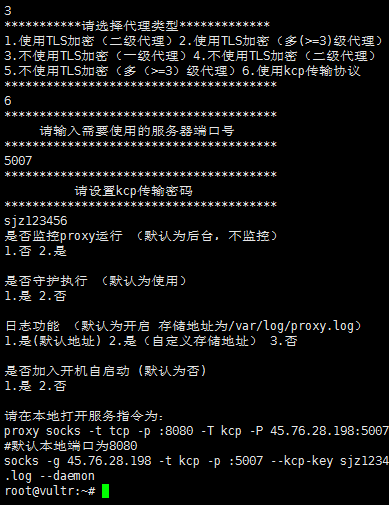 3
***********请选择代理类型*************
1.使用TLS加密（二级代理）2.使用TLS加密（多(>=3)级代理）
3.不使用TLS加密（一级代理）4.不使用TLS加密（二级代理）
5.不使用TLS加密（多（>=3）级代理）6.使用kcp传输协议
***************************************
6
***************************************
请输入需要使用的服务器端口号
***************************************
5007
***************************************
请设置kcp传输密码
***************************************
sjz123456
是否监控proxy运行 （默认为后台，不监控）
1.否 2.是
是否守护执行 （默认为使用）
1.是 2.否
日志功能 （默认为开启 存储地址为/var/log/proxy.log）
1.是(默认地址) 2.是（自定义存储地址） 3.否
是否加入开机自启动（默认为否）
1.是 2.否
请在本地打开服务指令为：
proxy socks -t tcp -p :8080 -T kcp -P 45.76.28.198:5007
#默认本地端口为8080
socks -g 45.76.28.198 -t kcp -p :5007 --kcp-key sjz1234
.log --daemon
root@vultr:~#